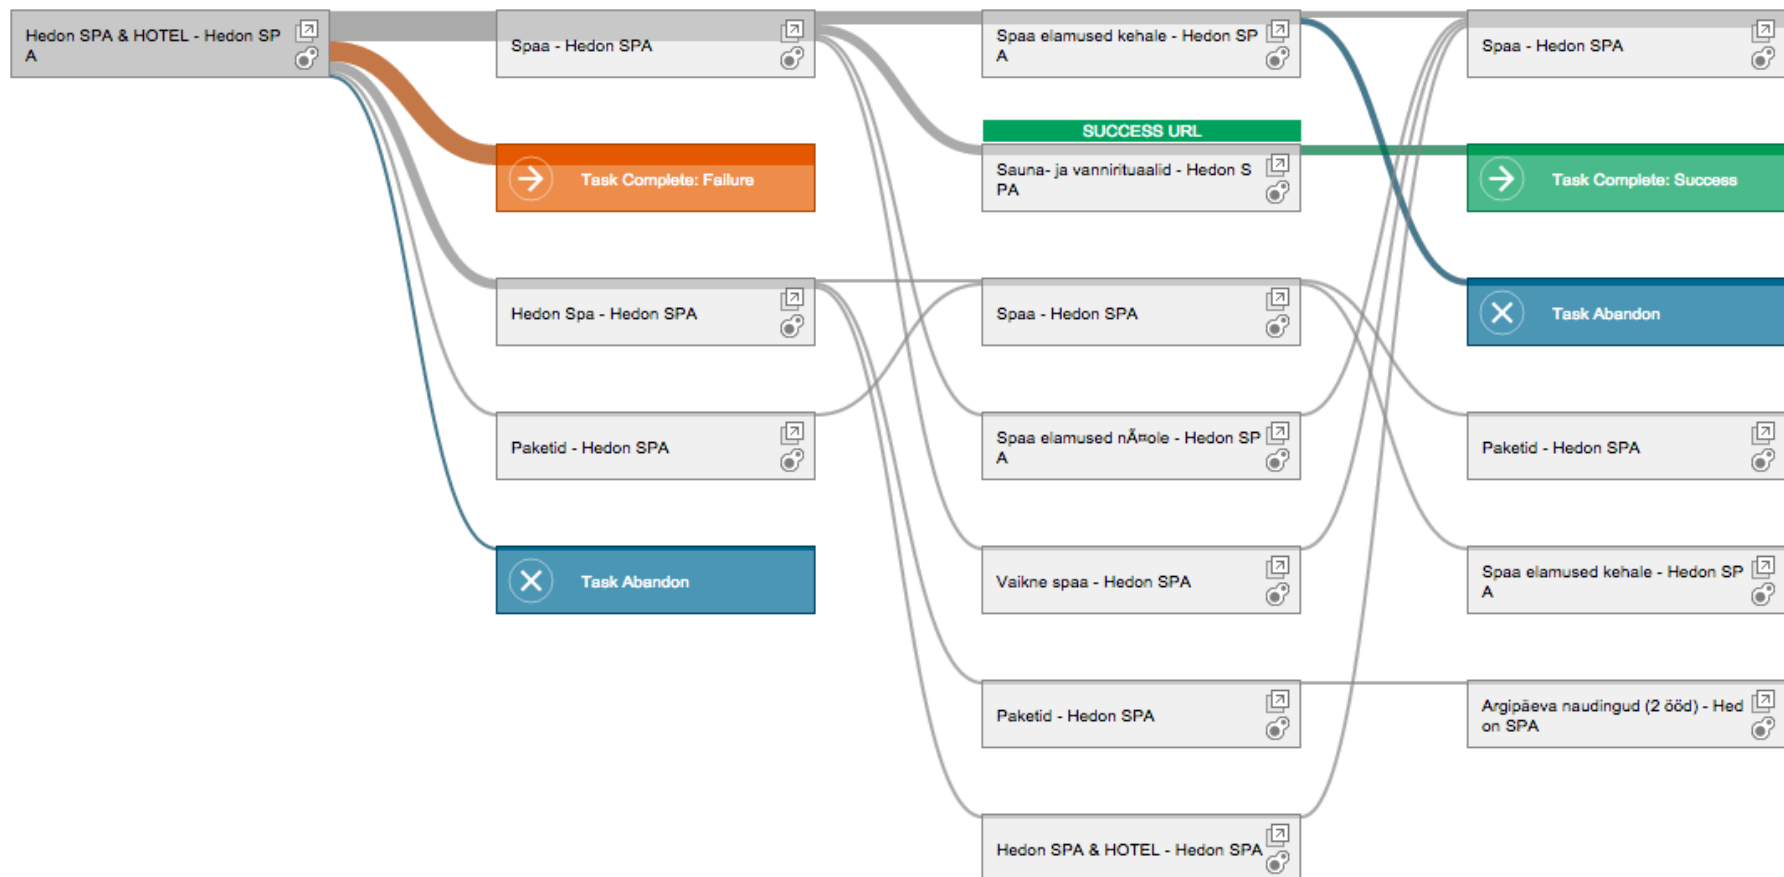 Hedon SPA & HOTEL - Hedon SP
A
Spaa - Hedon SPA
Task Complete: Failure
Hedon Spa - Hedon SPA
Paketid - Hedon SPA
Task Abandon
Spaa elamused kehale - Hedon SP
A
SUCCESS URL
Sauna- ja vannirituaalid - Hedon S
PA
Spaa - Hedon SPA
Spaa elamused nÃ¤ole - Hedon SP
A
Vaikne spaa - Hedon SPA
Paketid - Hedon SPA
Hedon SPA & HOTEL - Hedon SPA
Spaa - Hedon SPA
Task Complete: Success
Task Abandon
Paketid - Hedon SPA
Spaa elamused kehale - Hedon SP
A
Argipäeva naudingud (2 ööd) - Hed
on SPA